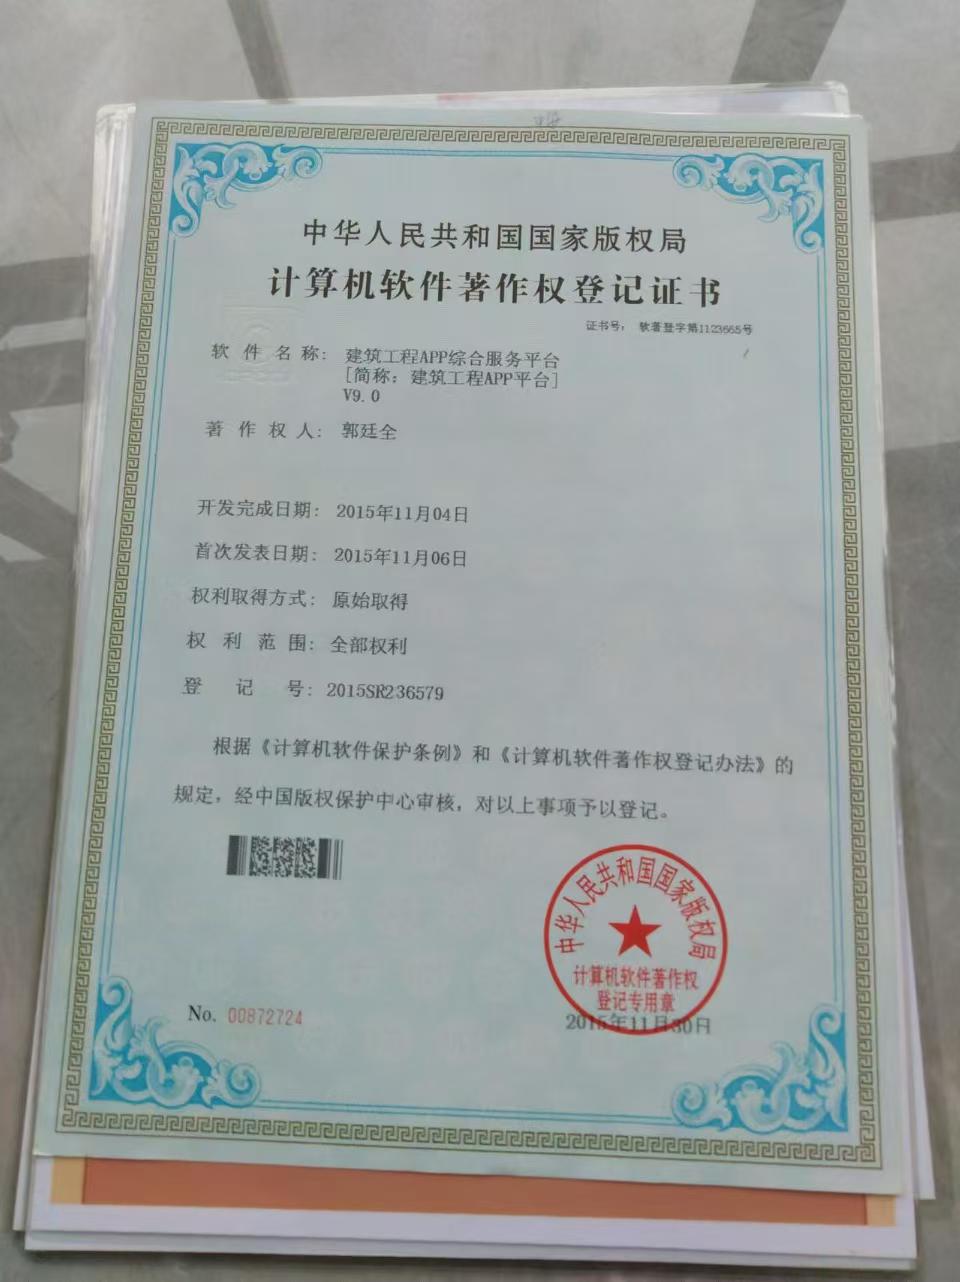 中华人民共和国国家版权局
计算机软件著作权登记证书
证书号： 软著登字第1123665号
软件名称： 建筑工程APP综合服务平台
[简称：建筑工程APP平台]
V9.0
著作权人： 郭廷全
开发完成日期： 2015年11月04日
首次发表日期： 2015年11月06日
权利取得方式： 原始取得
权利范围： 全部权利
登记号： 2015SR236579
根据《计算机软件保护条例》和《计算机软件著作权登记办法》的
规定，经中国版权保护中心审核，对以上事项予以登记。
中华人民共和国国家版权局
计算机软件著作权
登记专用章
No. 00872724
2015年11月30日